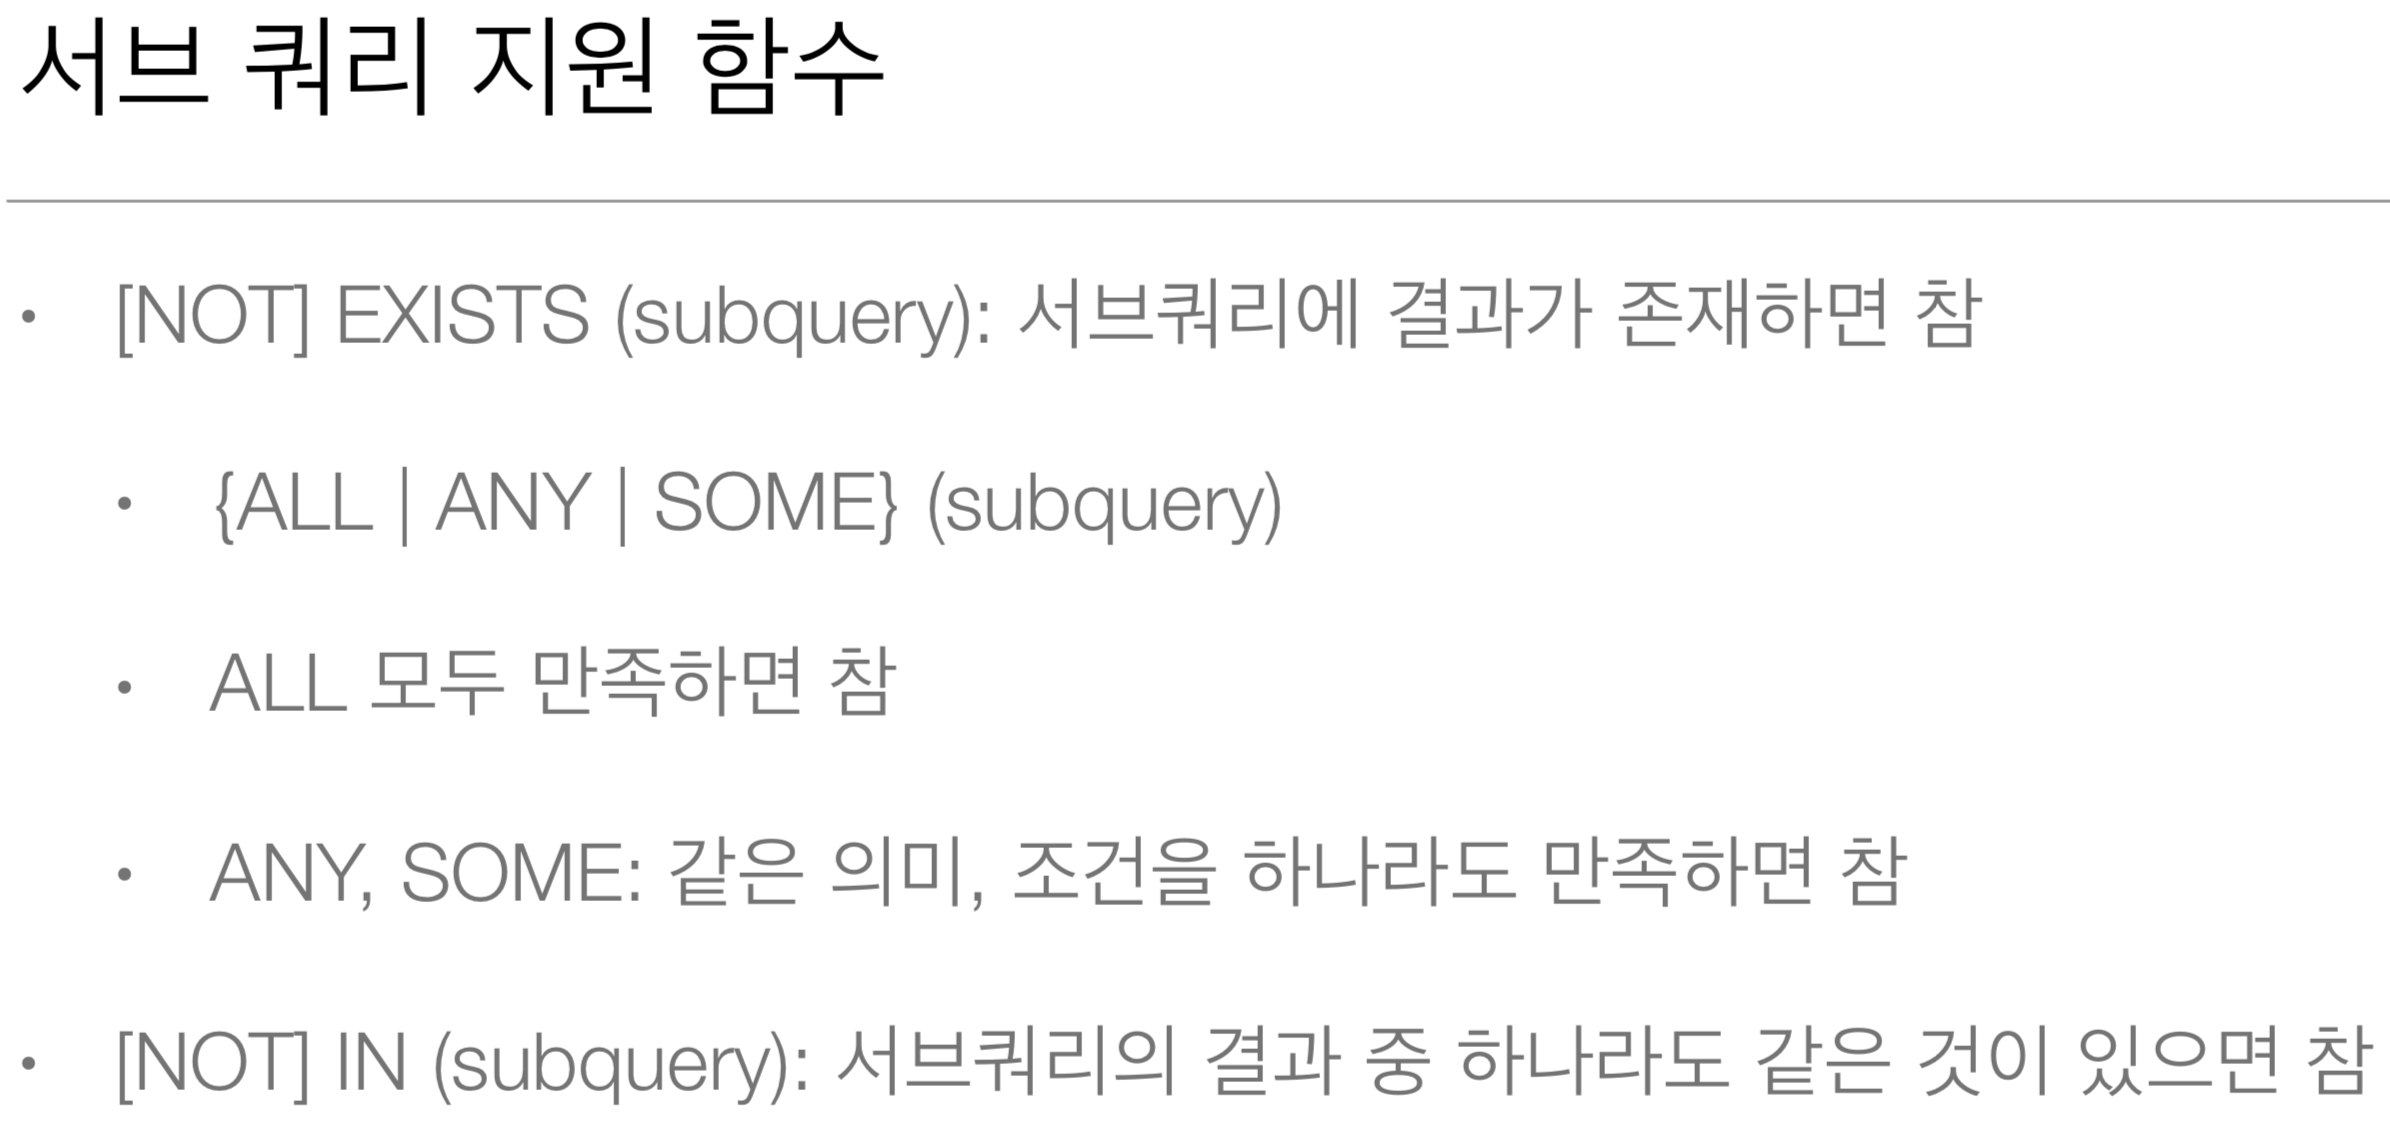 서브 쿼리 지원 함수
• [NOT] EXISTS (subquery): 서브쿼리에 결과가 존재하면 참
• {ALL | ANY | SOME} (subquery)
• ALL 모두 만족하면 참
• ANY, SOME: 같은 의미, 조건을 하나라도 만족하면 참
• [NOT] IN (subquery): 서브쿼리의 결과 중 하나라도 같은 것이 있으면 참